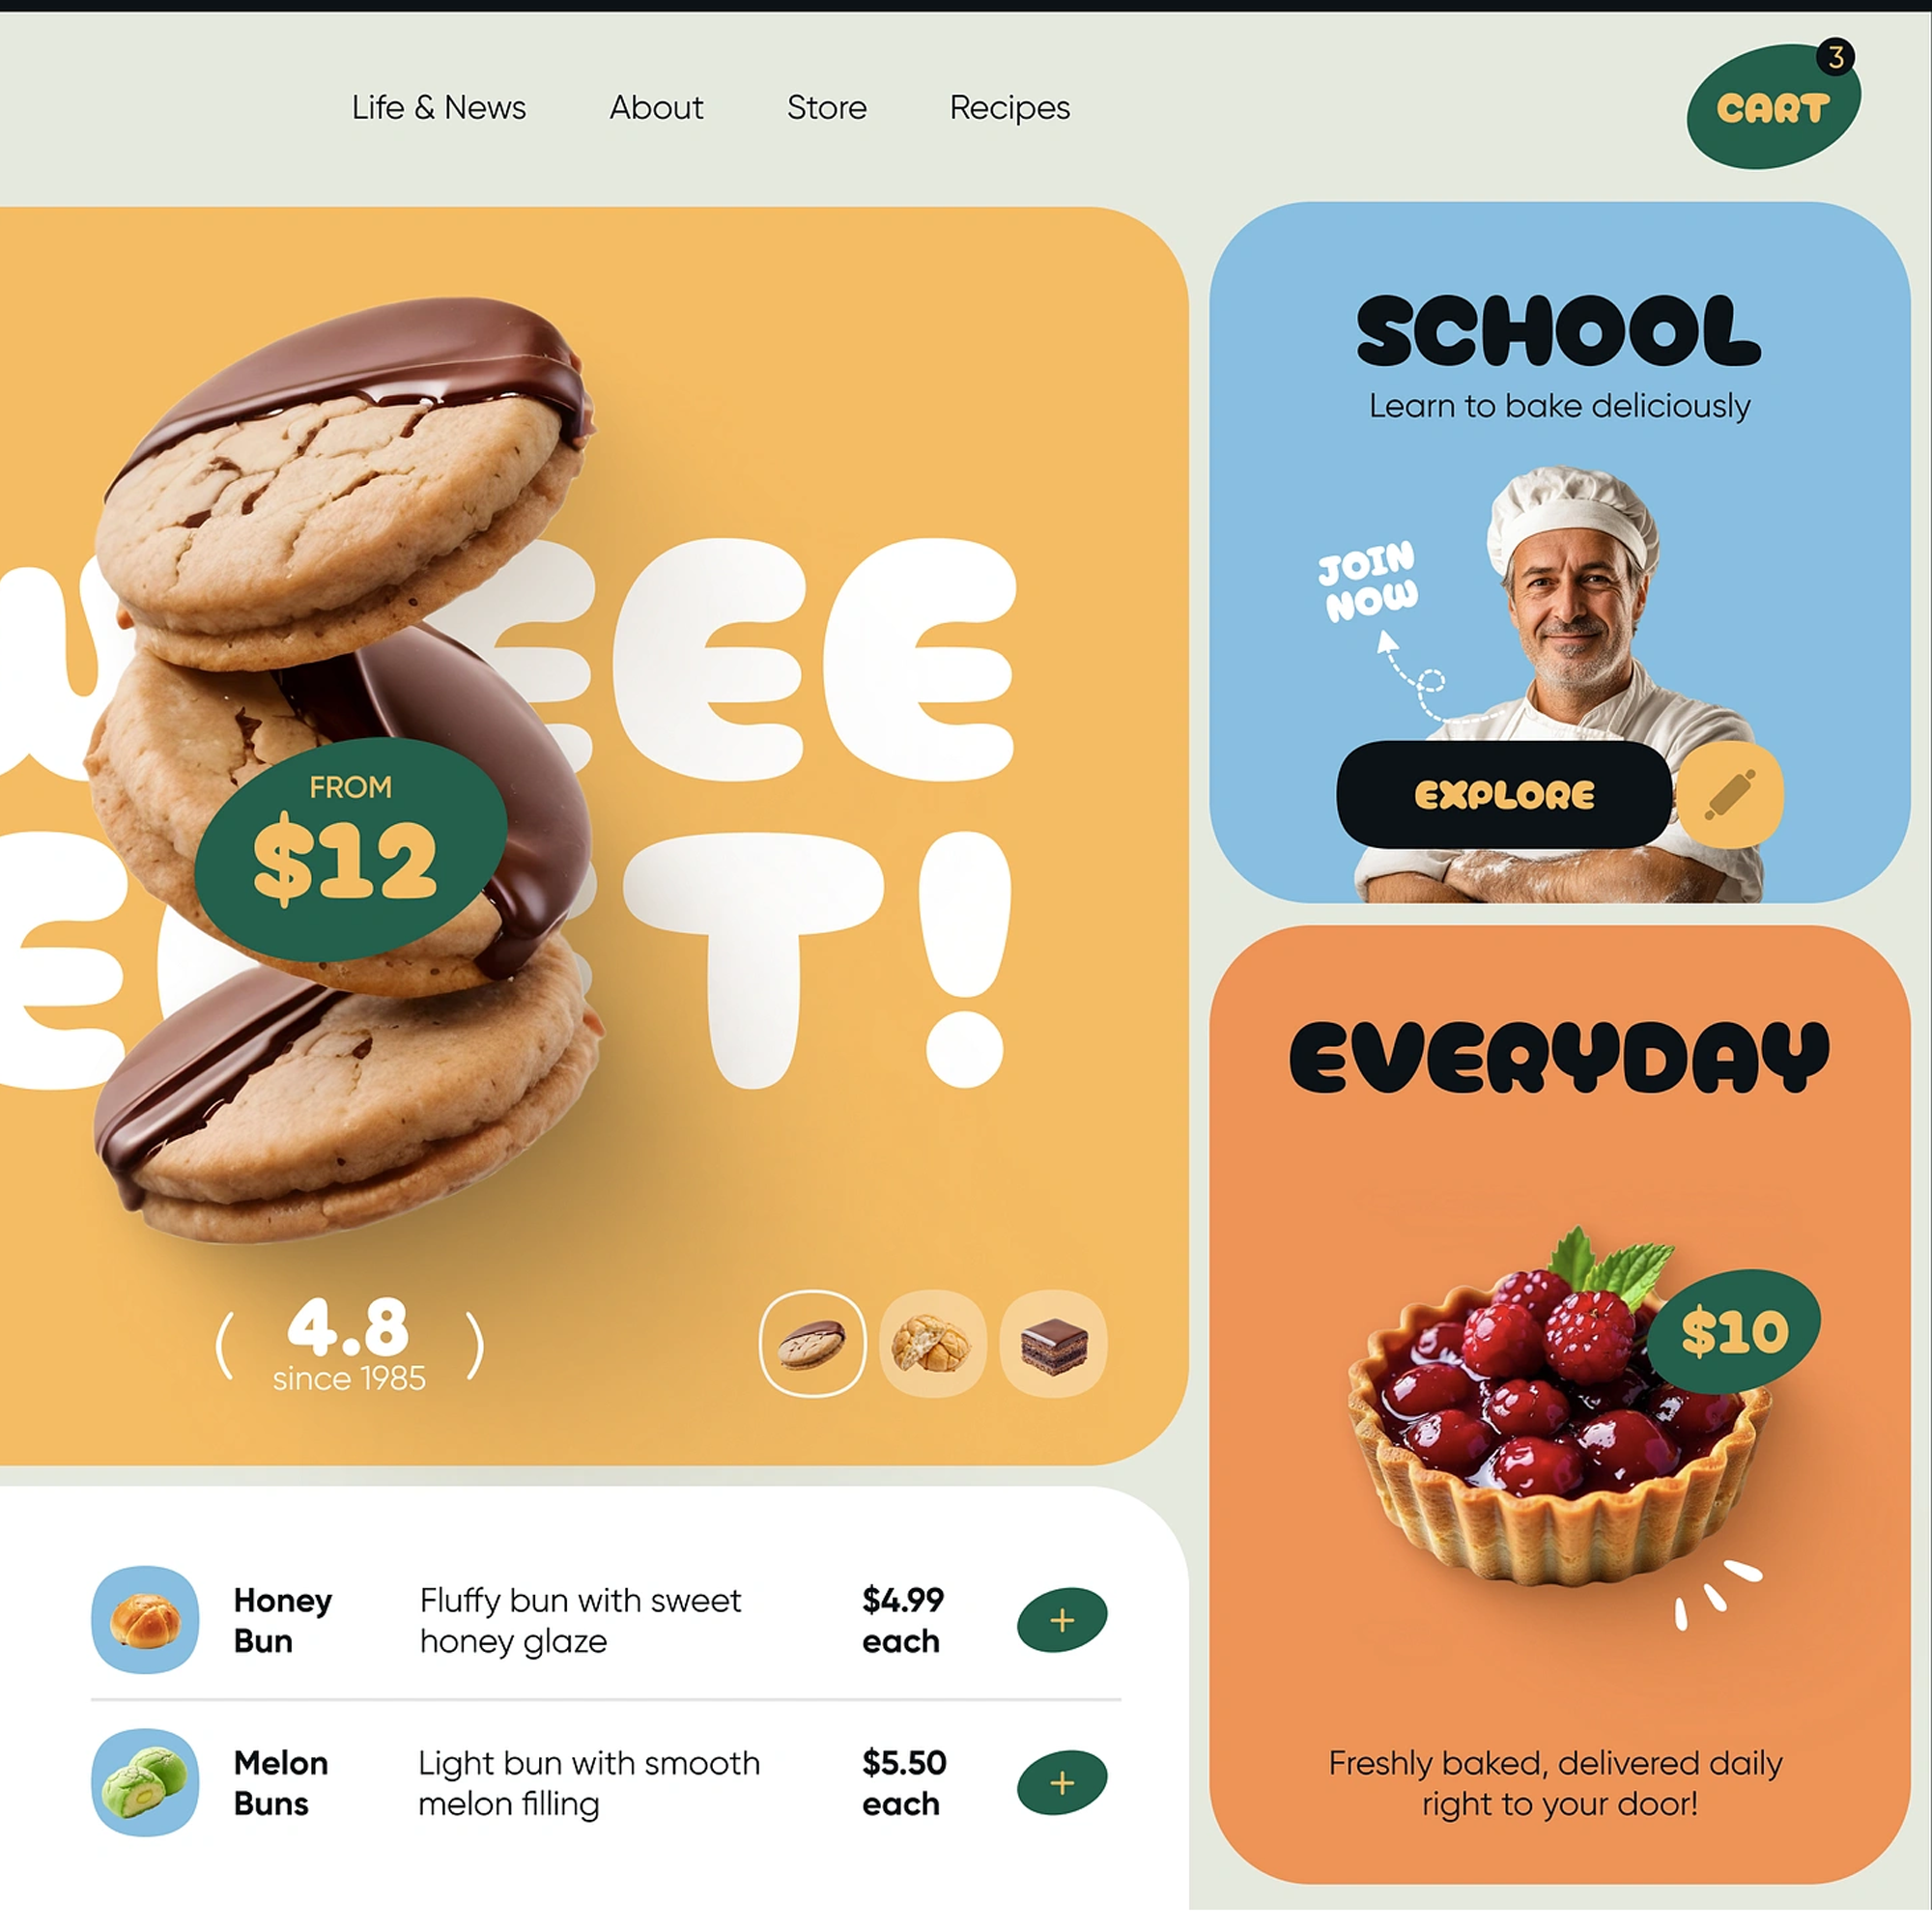 Life & News
About
Store
Recipes
CART
3
EEE
T!
FROM
$12
4.8
since 1985
SCHOOL
Learn to bake deliciously
JOIN
NOW
EXPLORE
EVERYDAY
$10
Freshly baked, delivered daily
right to your door!
Honey
Bun
Fluffy bun with sweet
honey glaze
$4.99
each
Melon
Buns
Light bun with smooth
melon filling
$5.50
each